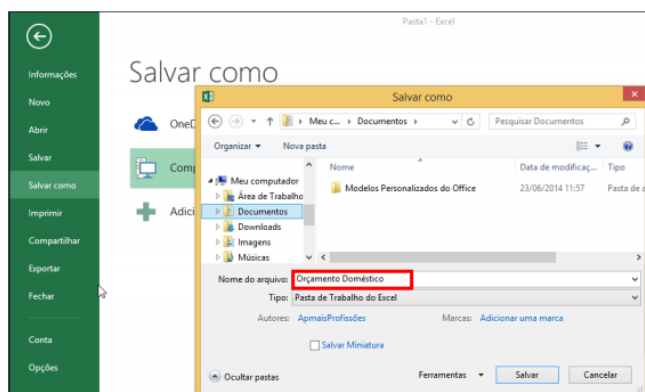 Pasta1 - Excel
Informações
Novo
Abrir
Salvar
Salvar como
Imprimir
Compartilhar
Exportar
Fechar
Conta
Opções
Salvar como
OneD
Comp
Adici
Salvar como
Meu c... Documentos
Pesquisar Documentos
Organizar Nova pasta
Nome Data de modificaç... Tipo
Meu computador
Área de Trabalho
Documentos
Downloads
Imagens
Músicas
Modelos Personalizados do Office 23/06/2014 11:57 Pasta de a
Nome do arquivo: Orçamento Doméstico
Tipo: Pasta de Trabalho do Excel
Autores: ApmaisProfissões Marcas: Adicionar uma marca
Salvar Miniatura
Ocultar pastas Ferramentas Salvar Cancelar